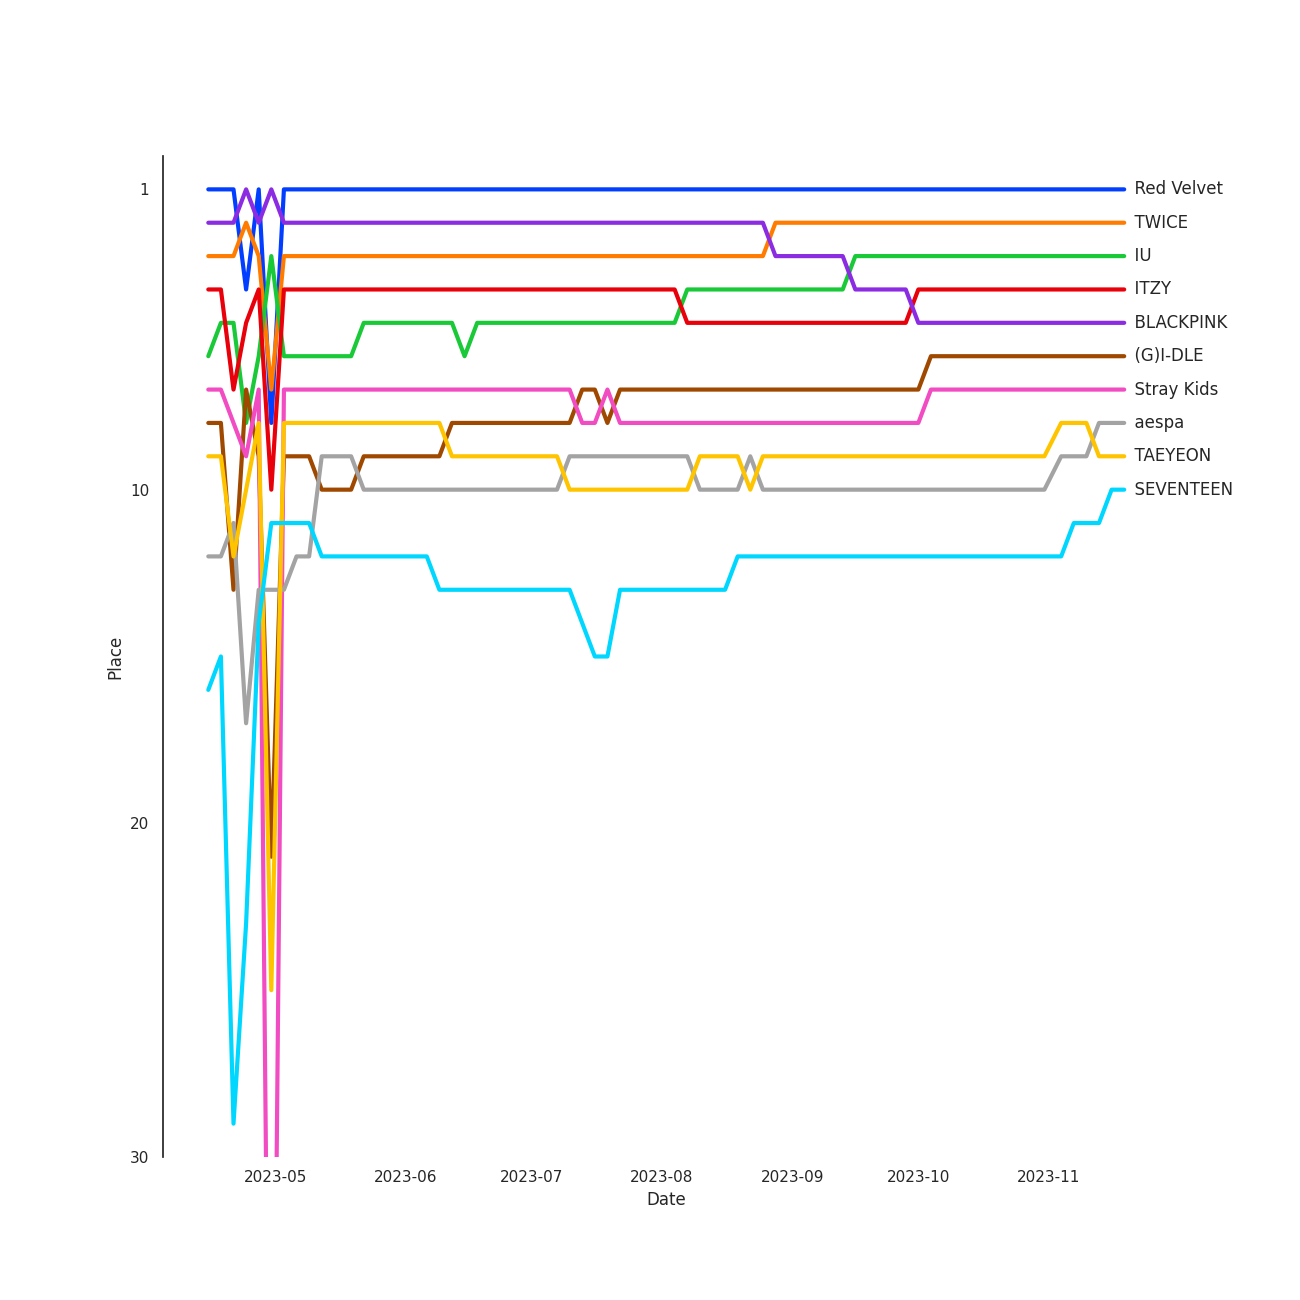 1
10
20
30
Place
2023-05
2023-06
2023-07
2023-08
2023-09
2023-10
2023-11
Date
Red Velvet
TWICE
IU
ITZY
BLACKPINK
(G)I-DLE
Stray Kids
aespa
TAEYEON
SEVENTEEN